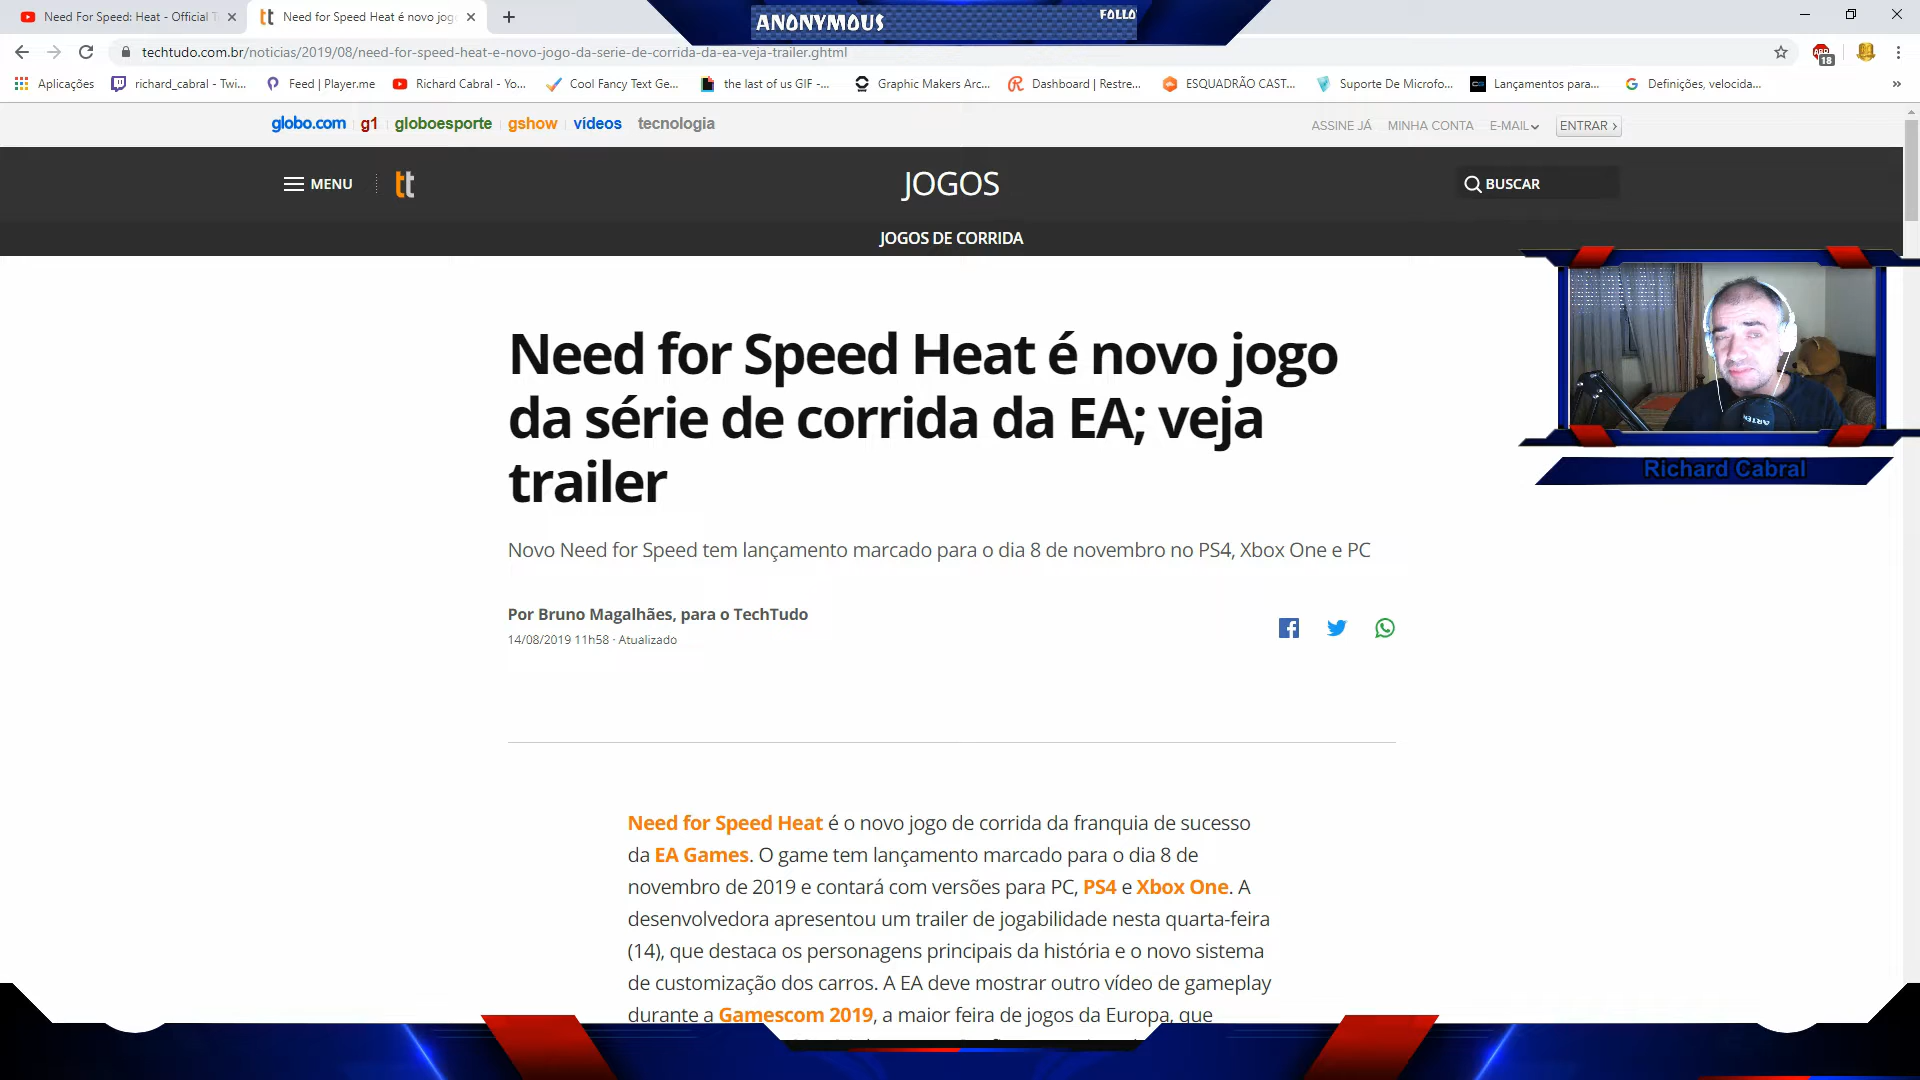 Need For Speed: Heat - Official T
Need for Speed Heat é novo jog
ANONYMOUS
FOLLO
techtudo.com.br/noticias/2019/08/need-for-speed-heat-e-novo-jogo-da-serie-de-corrida-da-ea-veja-trailer.ghtml
ABP
18
Aplicações
richard_cabral - Twi...
Feed | Player.me
Richard Cabral - Yo...
Cool Fancy Text Ge...
the last of us GIF -...
Graphic Makers Arc...
Dashboard | Restre...
ESQUADRÃO CAST...
Suporte De Microfo...
Lançamentos para...
Definições, velocida...
»
globo.com g1 globoesporte gshow vídeos tecnologia
ASSINE JÁ MINHA CONTA E-MAIL ENTRAR ›
MENU
tt
JOGOS
BUSCAR
JOGOS DE CORRIDA
Need for Speed Heat é novo jogo
da série de corrida da EA; veja
trailer
Richard Cabral
Novo Need for Speed tem lançamento marcado para o dia 8 de novembro no PS4, Xbox One e PC
Por Bruno Magalhães, para o TechTudo
14/08/2019 11h58 · Atualizado
Need for Speed Heat é o novo jogo de corrida da franquia de sucesso
da EA Games. O game tem lançamento marcado para o dia 8 de
novembro de 2019 e contará com versões para PC, PS4 e Xbox One. A
desenvolvedora apresentou um trailer de jogabilidade nesta quarta-feira
(14), que destaca os personagens principais da história e o novo sistema
de customização dos carros. A EA deve mostrar outro vídeo de gameplay
durante a Gamescom 2019, a maior feira de jogos da Europa, que